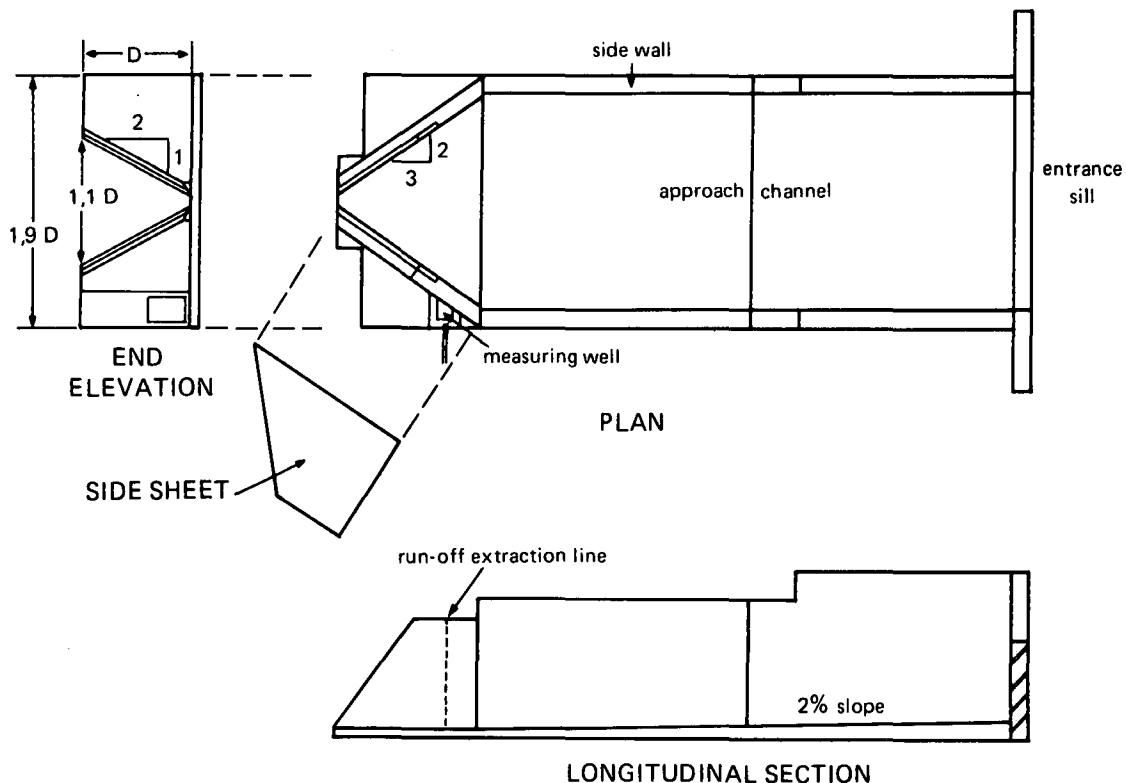 D
side wall
2
1
1,1 D
1,9 D
2
3
approach channel
entrance
sill
measuring well
END
ELEVATION
PLAN
SIDE SHEET
run-off extraction line
2% slope
LONGITUDINAL SECTION